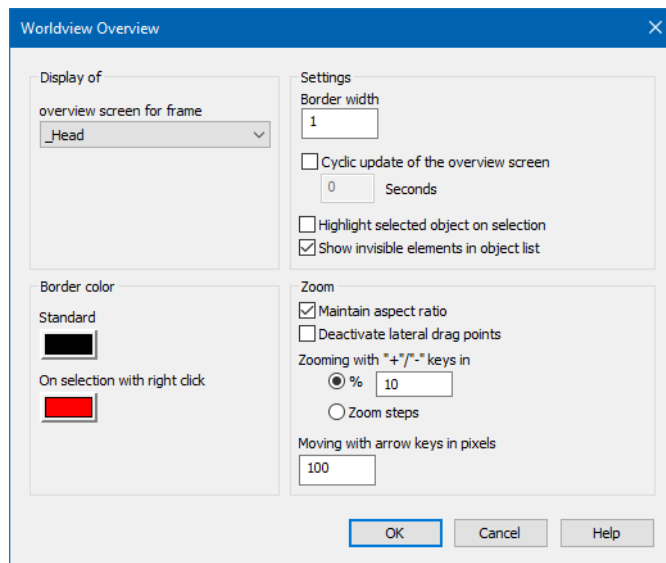 Worldview Overview
Display of
overview screen for frame
_Head
Settings
Border width
1
Cyclic update of the overview screen
0 Seconds
Highlight selected object on selection
Show invisible elements in object list
Border color
Standard
On selection with right click
Zoom
Maintain aspect ratio
Deactivate lateral drag points
Zooming with "+"/"-" keys in
% 10
Zoom steps
Moving with arrow keys in pixels
100
OK Cancel Help